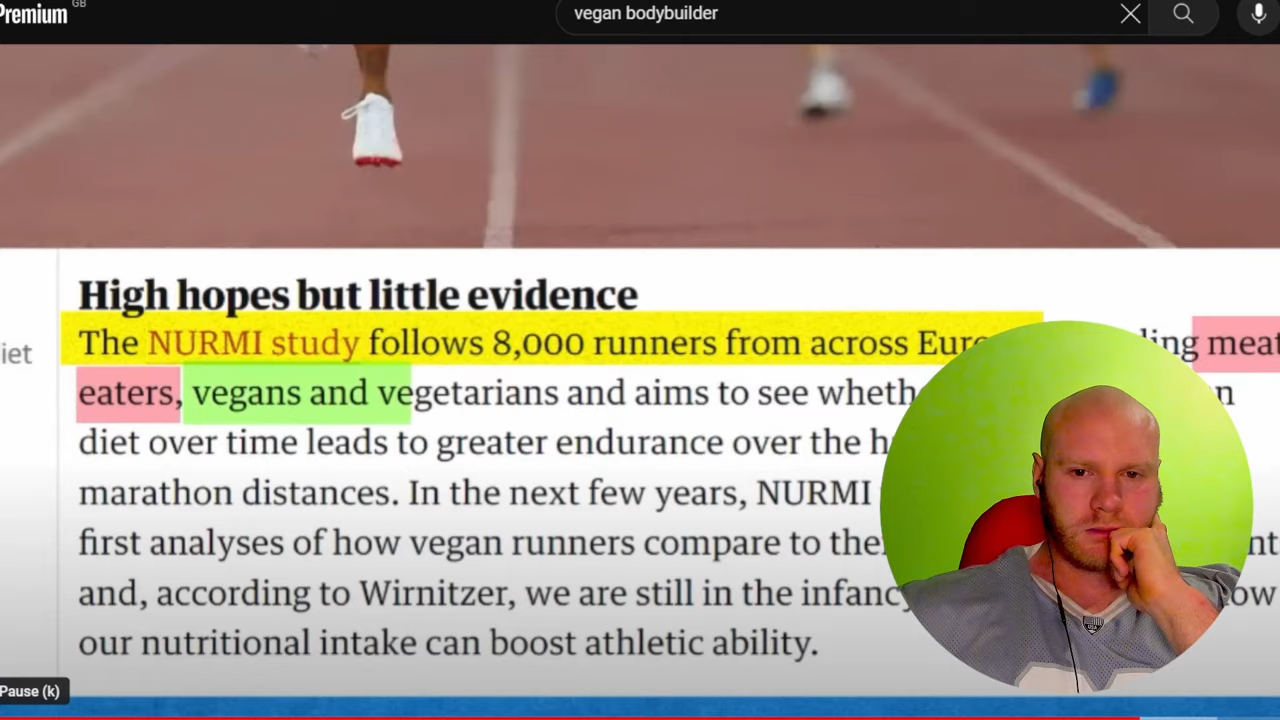 Premium GB
vegan bodybuilder
High hopes but little evidence
The NURMI study follows 8,000 runners from across Euro ling meat
iet
eaters, vegans and vegetarians and aims to see wheth n
diet over time leads to greater endurance over the h
marathon distances. In the next few years, NURMI
first analyses of how vegan runners compare to the nt
and, according to Wirnitzer, we are still in the infancy ow
our nutritional intake can boost athletic ability.
Pause (k)